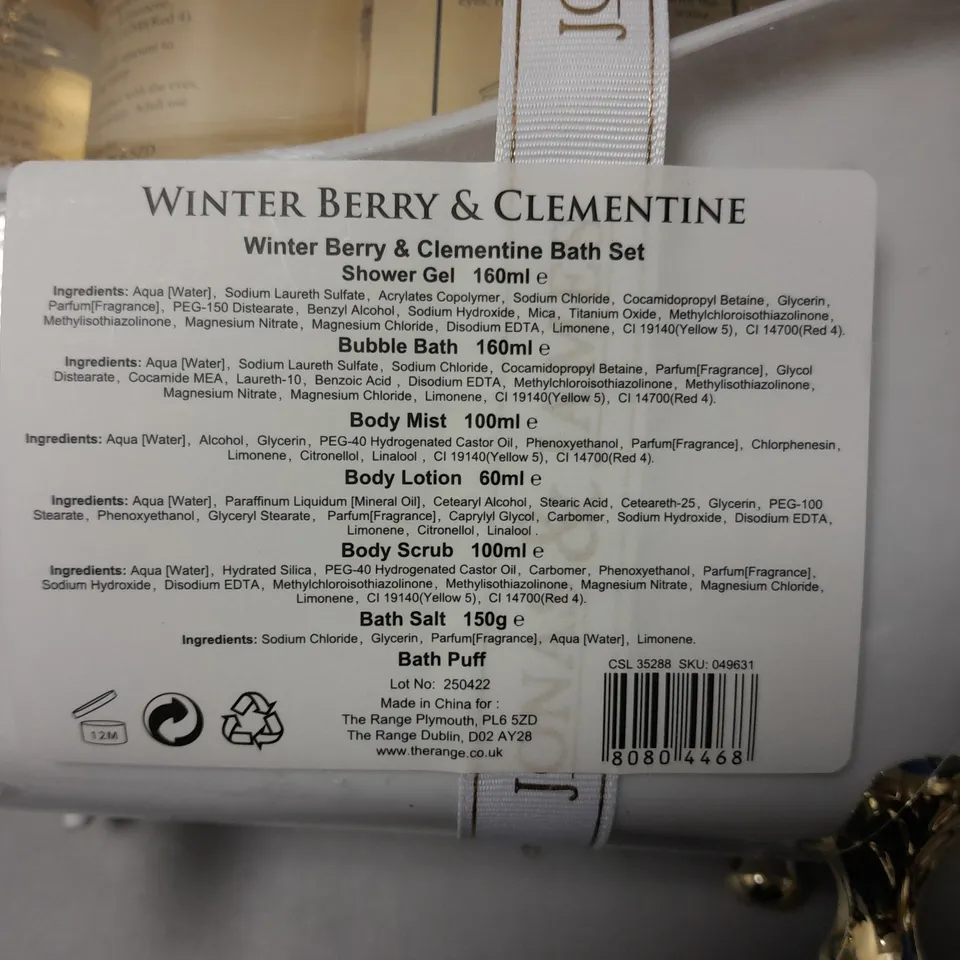 WINTER BERRY & CLEMENTINE
Winter Berry & Clementine Bath Set
Shower Gel 160ml ℮
Ingredients: Aqua [Water], Sodium Laureth Sulfate, Acrylates Copolymer, Sodium Chloride, Cocamidopropyl Betaine, Glycerin,
Parfum[Fragrance], PEG-150 Distearate, Benzyl Alcohol, Sodium Hydroxide, Mica, Titanium Oxide, Methylchloroisothiazolinone,
Methylisothiazolinone, Magnesium Nitrate, Magnesium Chloride, Disodium EDTA, Limonene, CI 19140(Yellow 5), CI 14700(Red 4).
Bubble Bath 160ml ℮
Ingredients: Aqua [Water], Sodium Laureth Sulfate, Sodium Chloride, Cocamidopropyl Betaine, Parfum[Fragrance], Glycol
Distearate, Cocamide MEA, Laureth-10, Benzoic Acid , Disodium EDTA, Methylchloroisothiazolinone, Methylisothiazolinone,
Magnesium Nitrate, Magnesium Chloride, Limonene, CI 19140(Yellow 5), CI 14700(Red 4).
Body Mist 100ml ℮
Ingredients: Aqua [Water], Alcohol, Glycerin, PEG-40 Hydrogenated Castor Oil, Phenoxyethanol, Parfum[Fragrance], Chlorphenesin,
Limonene, Citronellol, Linalool , CI 19140(Yellow 5), CI 14700(Red 4).
Body Lotion 60ml ℮
Ingredients: Aqua [Water], Paraffinum Liquidum [Mineral Oil], Cetearyl Alcohol, Stearic Acid, Ceteareth-25, Glycerin, PEG-100
Stearate, Phenoxyethanol, Glyceryl Stearate, Parfum[Fragrance], Caprylyl Glycol, Carbomer, Sodium Hydroxide, Disodium EDTA,
Limonene, Citronellol, Linalool .
Body Scrub 100ml ℮
Ingredients: Aqua [Water], Hydrated Silica, PEG-40 Hydrogenated Castor Oil, Carbomer, Phenoxyethanol, Parfum[Fragrance],
Sodium Hydroxide, Disodium EDTA, Methylchloroisothiazolinone, Methylisothiazolinone, Magnesium Nitrate, Magnesium Chloride,
Limonene, CI 19140(Yellow 5), CI 14700(Red 4).
Bath Salt 150g ℮
Ingredients: Sodium Chloride, Glycerin, Parfum[Fragrance], Aqua [Water], Limonene.
Bath Puff
CSL 35288 SKU: 049631
Lot No: 250422
Made in China for :
The Range Plymouth, PL6 5ZD
The Range Dublin, D02 AY28
www.therange.co.uk
12M
8080 4468